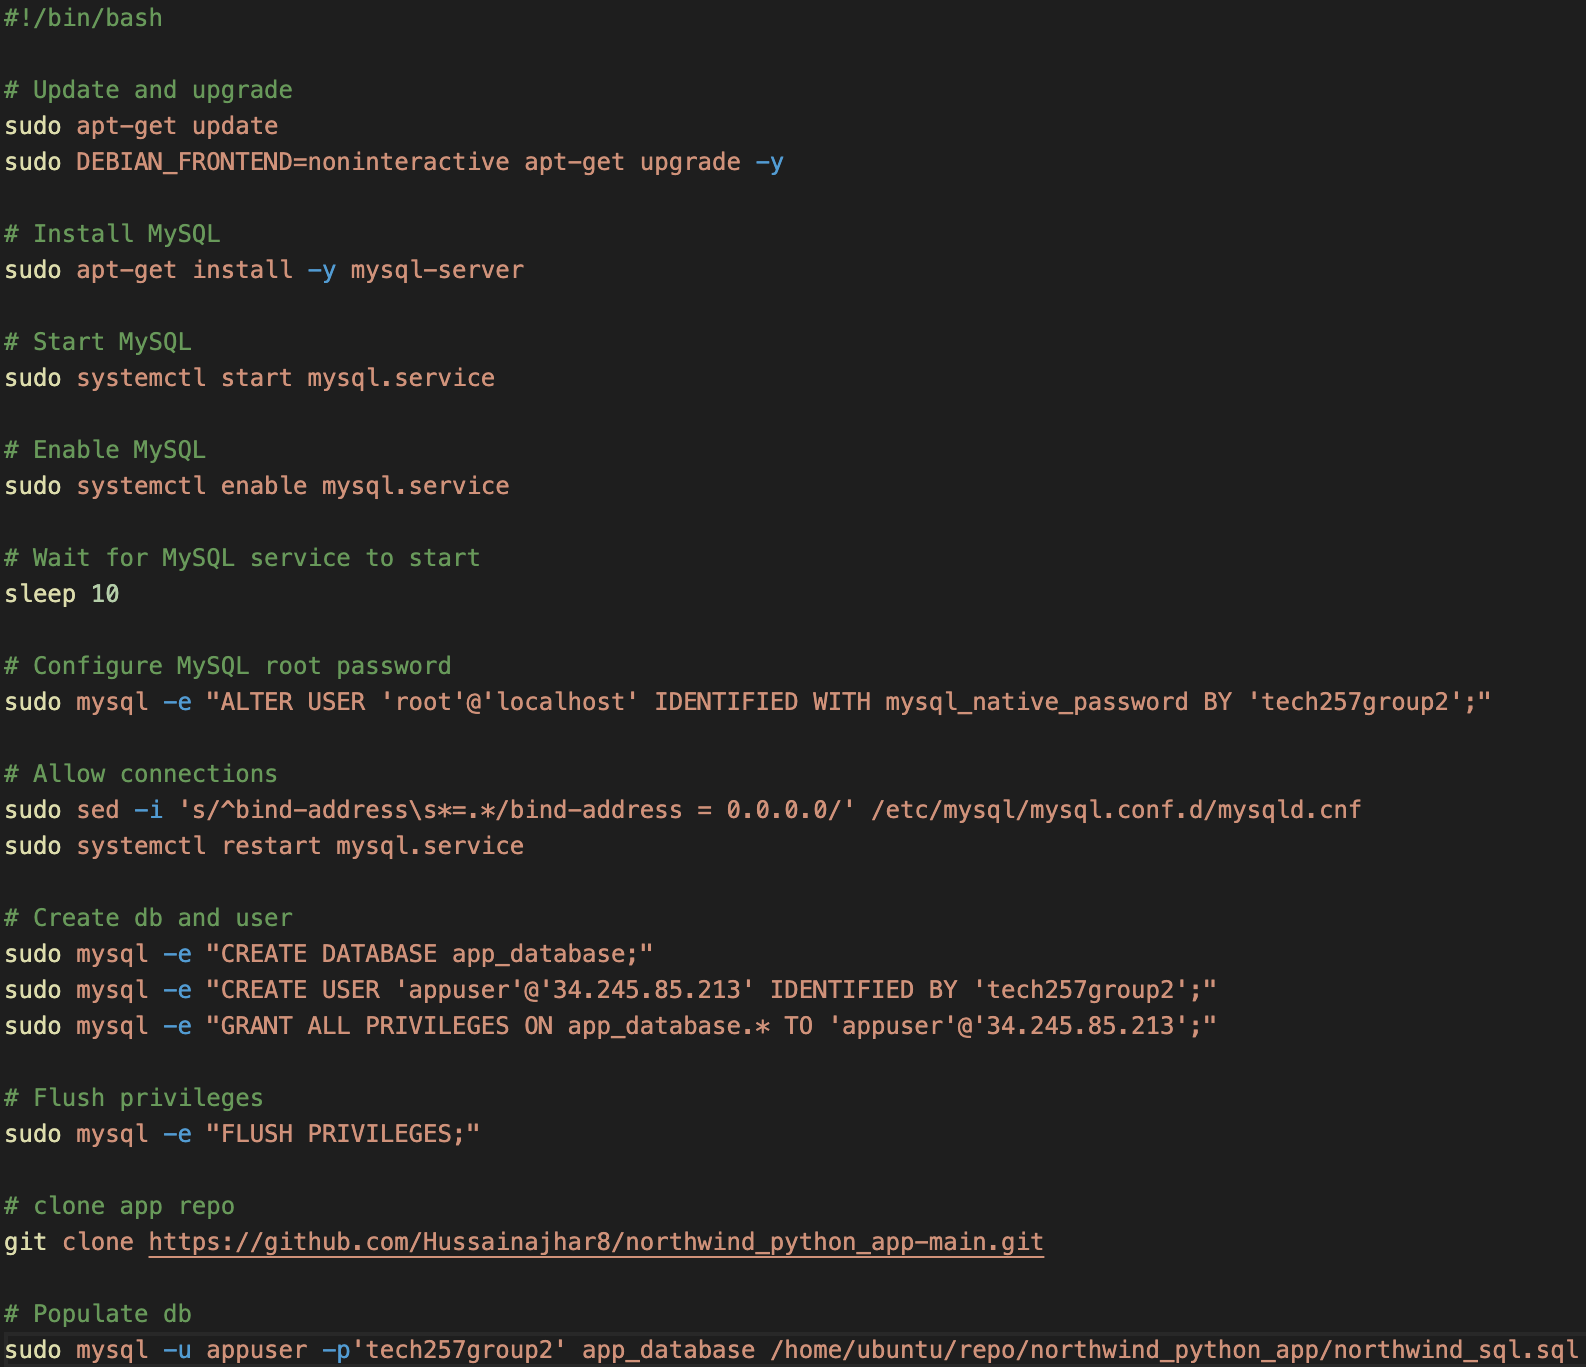 #!/bin/bash
# Update and upgrade
sudo apt-get update
sudo DEBIAN_FRONTEND=noninteractive apt-get upgrade -y
# Install MySQL
sudo apt-get install -y mysql-server
# Start MySQL
sudo systemctl start mysql.service
# Enable MySQL
sudo systemctl enable mysql.service
# Wait for MySQL service to start
sleep 10
# Configure MySQL root password
sudo mysql -e "ALTER USER 'root'@'localhost' IDENTIFIED WITH mysql_native_password BY 'tech257group2';"
# Allow connections
sudo sed -i 's/^bind-address\s*=.*/bind-address = 0.0.0.0/' /etc/mysql/mysql.conf.d/mysqld.cnf
sudo systemctl restart mysql.service
# Create db and user
sudo mysql -e "CREATE DATABASE app_database;"
sudo mysql -e "CREATE USER 'appuser'@'34.245.85.213' IDENTIFIED BY 'tech257group2';"
sudo mysql -e "GRANT ALL PRIVILEGES ON app_database.* TO 'appuser'@'34.245.85.213';"
# Flush privileges
sudo mysql -e "FLUSH PRIVILEGES;"
# clone app repo
git clone https://github.com/Hussainajhar8/northwind_python_app-main.git
# Populate db
sudo mysql -u appuser -p'tech257group2' app_database /home/ubuntu/repo/northwind_python_app/northwind_sql.sql